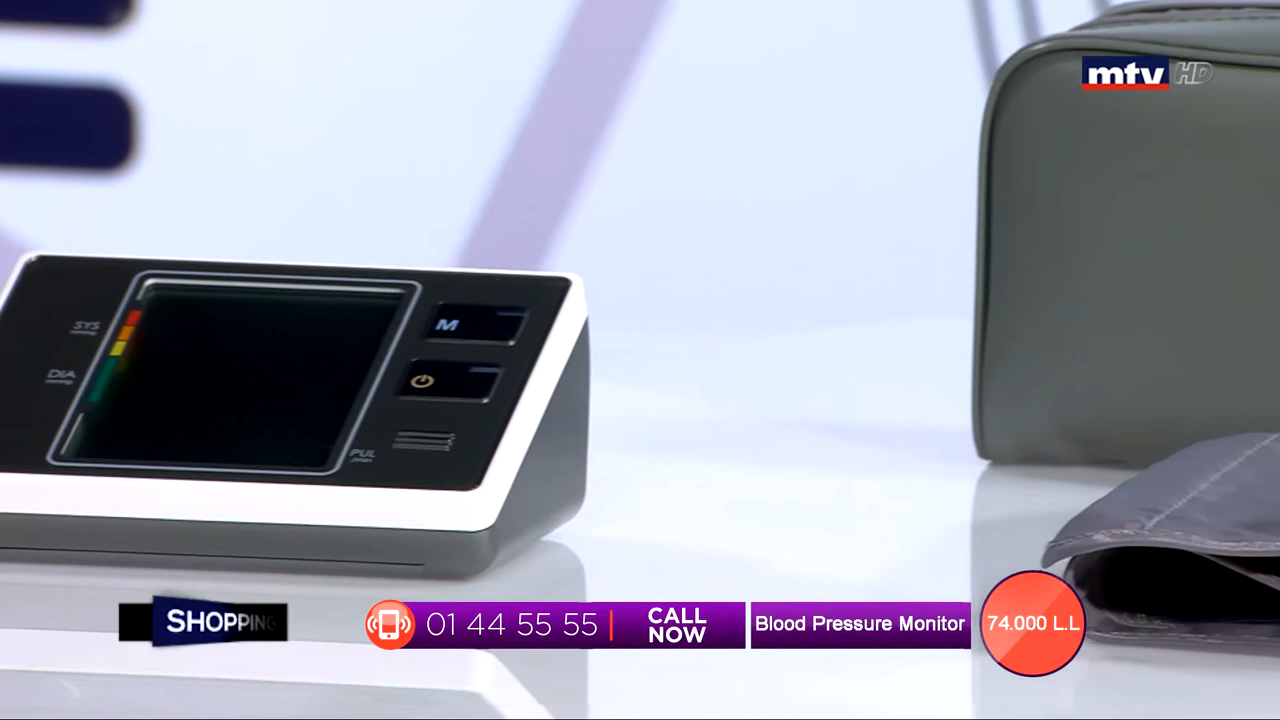 mtv HD
SYS
DIA
M
PUL
SHOPPING
01 44 55 55
CALL
NOW
Blood Pressure Monitor
74.000 L.L